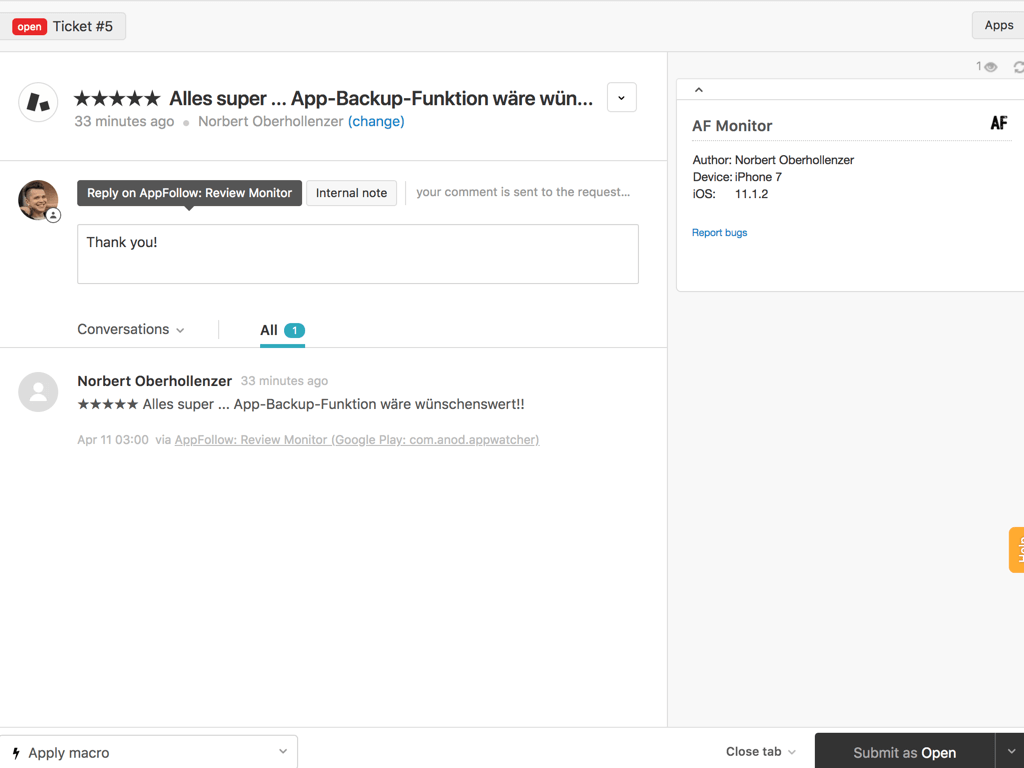 open Ticket #5
Apps
1
★★★★★ Alles super ... App-Backup-Funktion wäre wün...
33 minutes ago • Norbert Oberhollenzer (change)
Reply on AppFollow: Review Monitor
Internal note
your comment is sent to the request...
Thank you!
Conversations
All 1
Norbert Oberhollenzer 33 minutes ago
★★★★★ Alles super ... App-Backup-Funktion wäre wünschenswert!!
Apr 11 03:00 via AppFollow: Review Monitor (Google Play: com.anod.appwatcher)
AF Monitor
AF
Author: Norbert Oberhollenzer
Device: iPhone 7
iOS: 11.1.2
Report bugs
Help
Apply macro
Close tab
Submit as Open